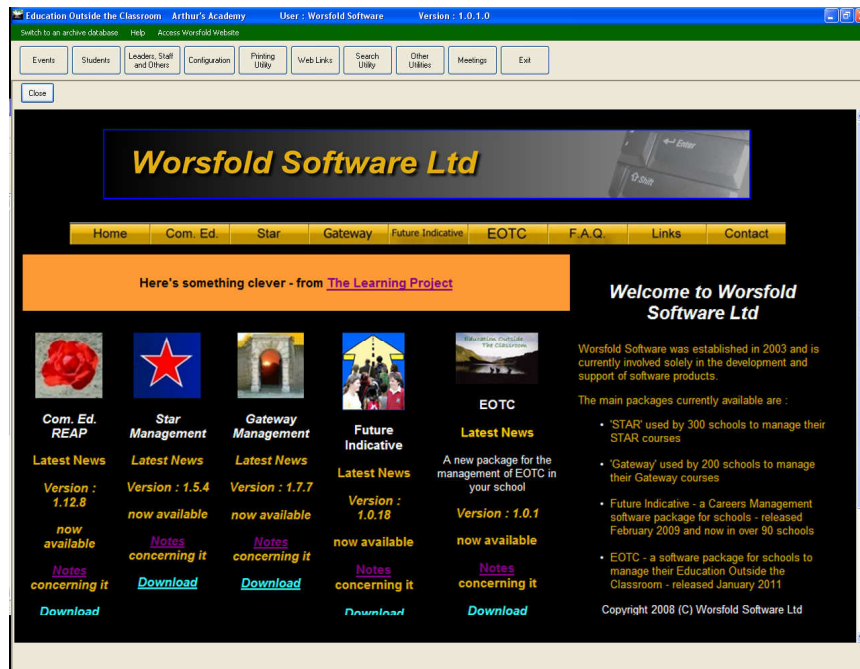 Education Outside the Classroom Arthur's Academy User : Worsfold Software Version : 1.0.1.0
Switch to an archive database Help Access Worsfold Website
Events Students Leaders, Staff and Others Configuration Printing Utility Web Links Search Utility Other Utilities Meetings Exit
Close
Worsfold Software Ltd
Enter
Shift
Home Com. Ed. Star Gateway Future Indicative EOTC F.A.Q. Links Contact
Here's something clever - from The Learning Project
Com. Ed.
REAP
Latest News
Version :
1.12.8
now
available
Notes
concerning it
Download
Star
Management
Latest News
Version : 1.5.4
now available
Notes
concerning it
Download
Gateway
Management
Latest News
Version : 1.7.7
now available
Notes
concerning it
Download
Future
Indicative
Latest News
Version :
1.0.18
now available
Notes
concerning it
Download
Education Outside
The Classroom
EOTC
Latest News
A new package for the
management of EOTC in
your school
Version : 1.0.1
now available
Notes
concerning it
Download
Welcome to Worsfold
Software Ltd
Worsfold Software was established in 2003 and is
currently involved solely in the development and
support of software products.
The main packages currently available are :
• 'STAR' used by 300 schools to manage their
STAR courses
• 'Gateway' used by 200 schools to manage
their Gateway courses
• Future Indicative - a Careers Management
software package for schools - released
February 2009 and now in over 90 schools
• EOTC - a software package for schools to
manage their Education Outside the
Classroom - released January 2011
Copyright 2008 (C) Worsfold Software Ltd